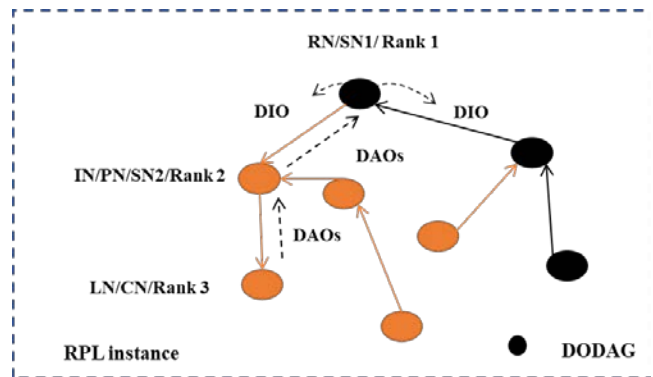 RN/SN1/ Rank 1
DIO
DIO
DAOs
IN/PN/SN2/Rank 2
DAOs
LN/CN/Rank 3
RPL instance
DODAG